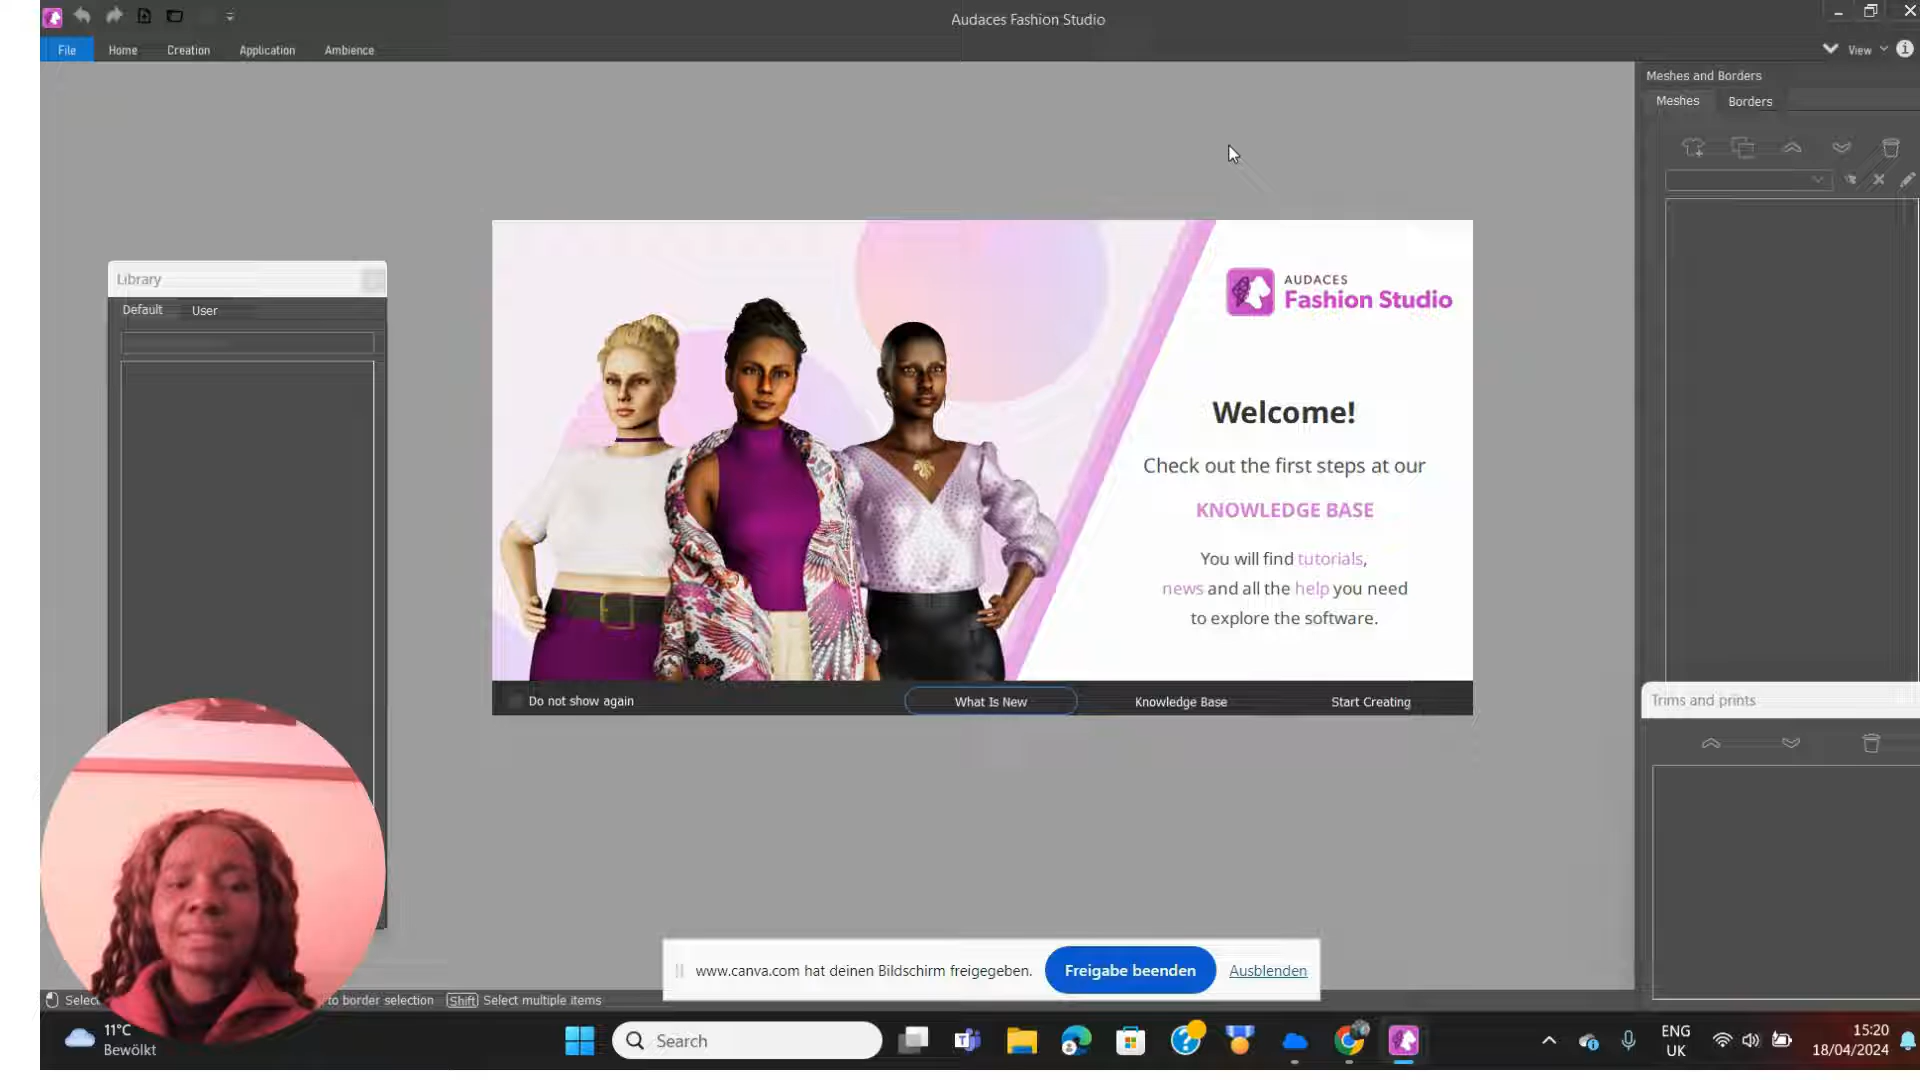 Audaces Fashion Studio
File
Home
Creation
Application
Ambience
View
Meshes and Borders
Meshes
Borders
Library
Default
User
AUDACES
Fashion Studio
Welcome!
Check out the first steps at our
KNOWLEDGE BASE
You will find tutorials,
news and all the help you need
to explore the software.
Do not show again
What Is New
Knowledge Base
Start Creating
Trims and prints
www.canva.com hat deinen Bildschirm freigegeben.
Freigabe beenden
Ausblenden
to border selection
Shift
Select multiple items
11°C
Bewölkt
Search
ENG
UK
15:20
18/04/2024